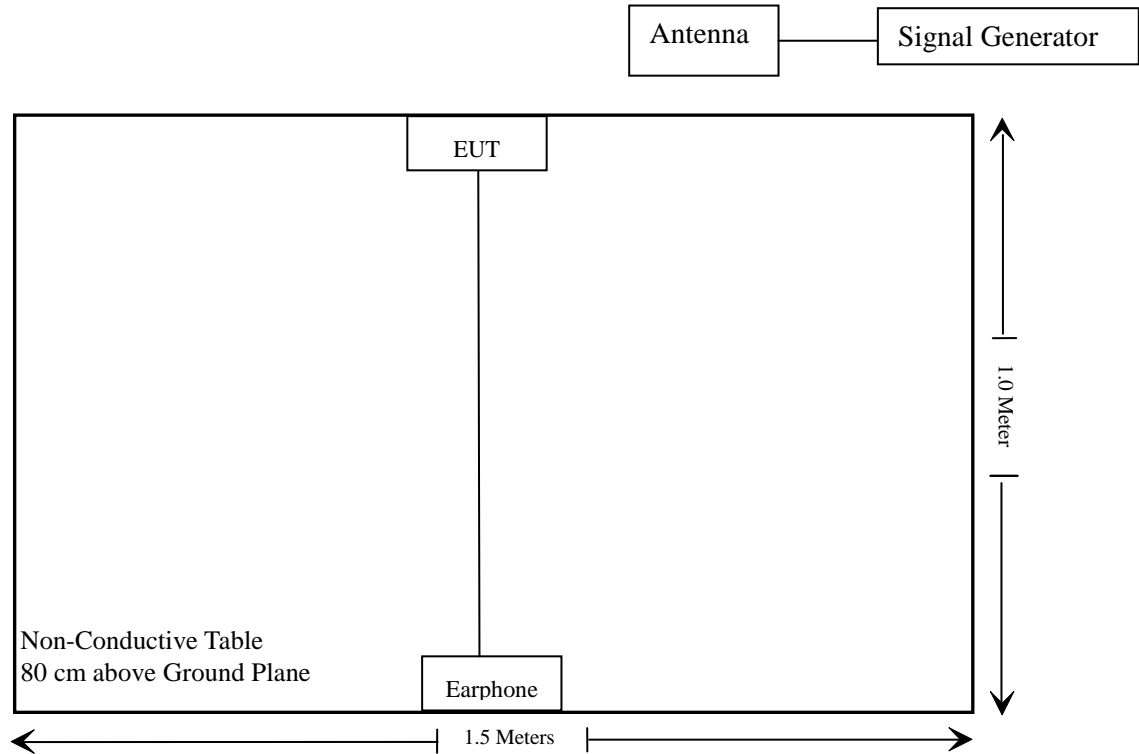 Antenna
Signal Generator
EUT
1.0 Meter
Non-Conductive Table
80 cm above Ground Plane
Earphone
1.5 Meters